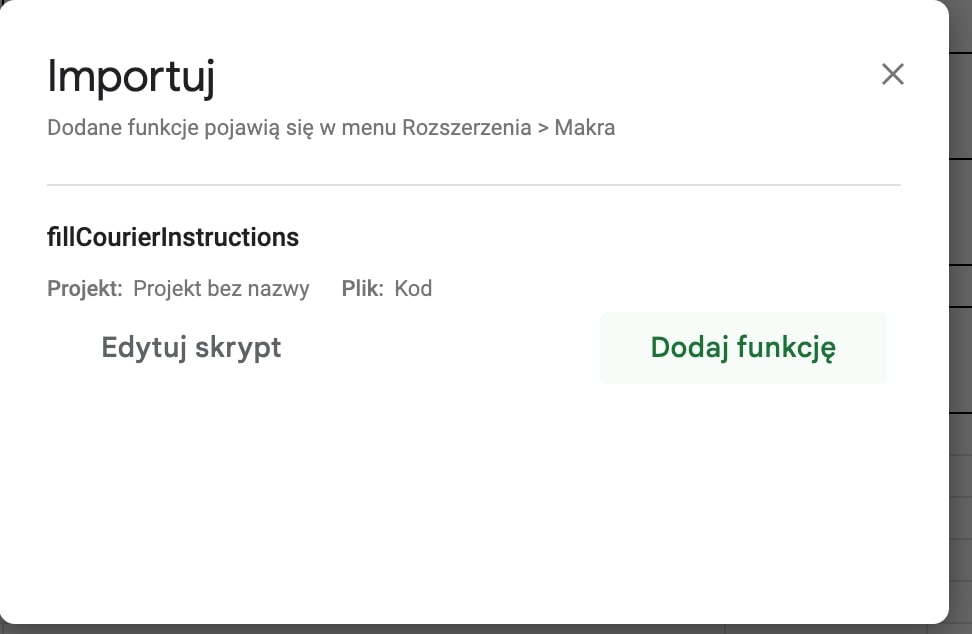 Importuj
Dodane funkcje pojawią się w menu Rozszerzenia > Makra
fillCourierInstructions
Projekt: Projekt bez nazwy Plik: Kod
Edytuj skrypt Dodaj funkcję